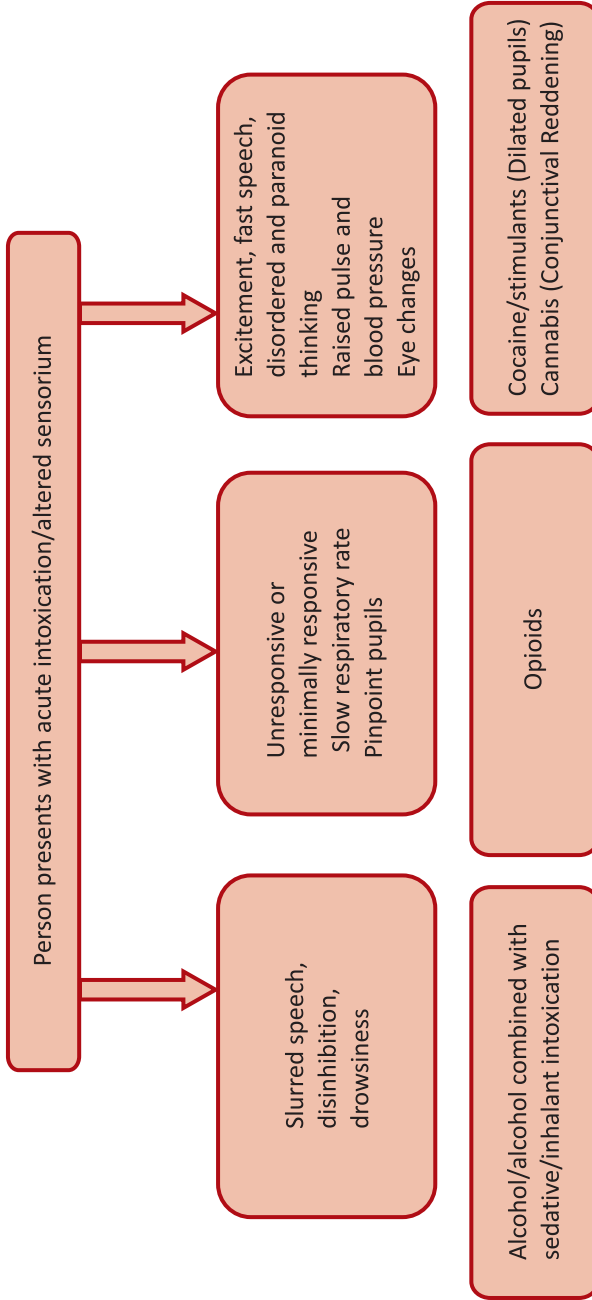 Person presents with acute intoxication/altered sensorium
Slurred speech,
disinhibition,
drowsiness
Unresponsive or
minimally responsive
Slow respiratory rate
Pinpoint pupils
Excitement, fast speech,
disordered and paranoid
thinking
Raised pulse and
blood pressure
Eye changes
Alcohol/alcohol combined with
sedative/inhalant intoxication
Opioids
Cocaine/stimulants (Dilated pupils)
Cannabis (Conjunctival Reddening)